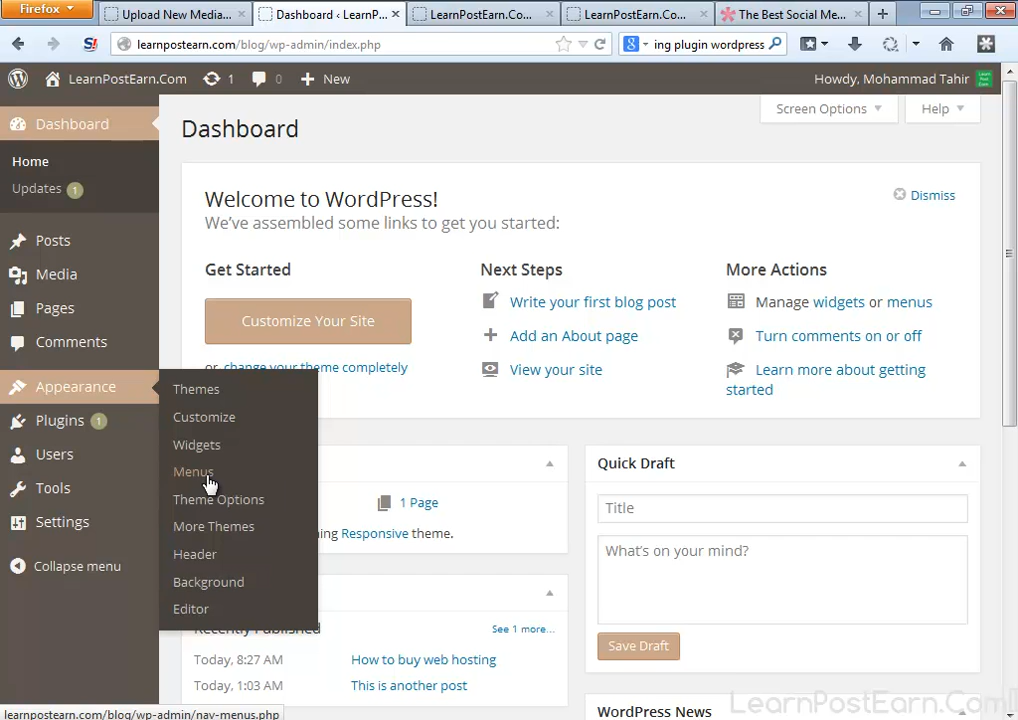 Firefox
Upload New Media...
Dashboard ‹ LearnP...
LearnPostEarn.Co...
LearnPostEarn.Co...
The Best Social Me...
learnpostearn.com/blog/wp-admin/index.php
ing plugin wordpress
LearnPostEarn.Com
1
0
New
Howdy, Mohammad Tahir
Learn
Post
Earn
Dashboard
Home
Updates 1
Posts
Media
Pages
Comments
Appearance
Plugins 1
Users
Tools
Settings
Collapse menu
Themes
Customize
Widgets
Menus
Theme Options
More Themes
Header
Background
Editor
Screen Options
Help
Dashboard
Welcome to WordPress!
We've assembled some links to get you started:
Dismiss
Get Started
Customize Your Site
or, change your theme completely
Next Steps
Write your first blog post
Add an About page
View your site
More Actions
Manage widgets or menus
Turn comments on or off
Learn more about getting
started
1 Page
Responsive theme.
Recently Published
See 1 more...
Today, 8:27 AM How to buy web hosting
Today, 1:03 AM This is another post
Quick Draft
Title
What's on your mind?
Save Draft
WordPress News
learnpostearn.com/blog/wp-admin/nav-menus.php
LearnPostEarn.Com